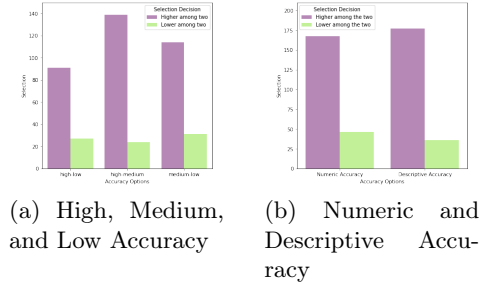 Selection Decision
Higher among two
Lower among two
140
120
100
80
60
40
20
0
Selection
high low
high medium
medium low
Accuracy Options
Selection Decision
Higher among the two
Lower among the two
200
175
150
125
100
75
50
25
0
Selection
Numeric Accuracy
Descriptive Accuracy
Accuracy Options
(a) High, Medium,
and Low Accuracy
(b) Numeric and
Descriptive Accu-
racy